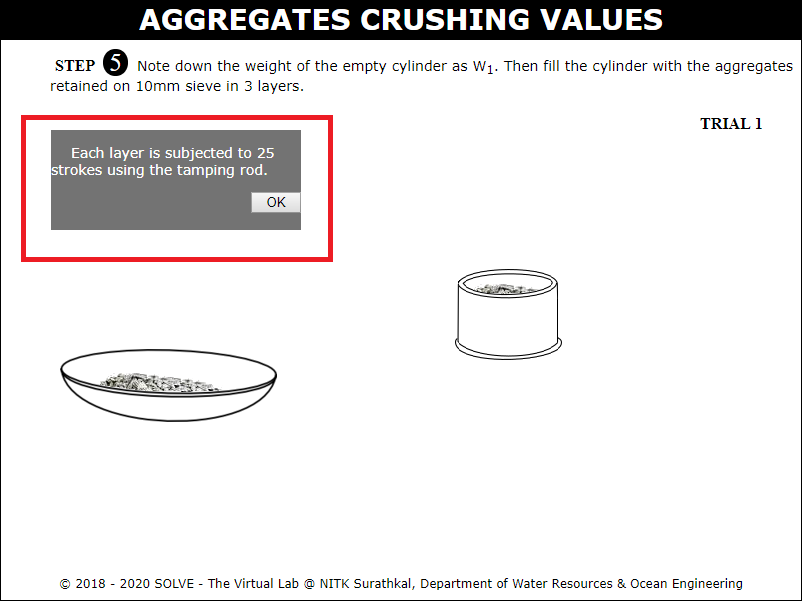 AGGREGATES CRUSHING VALUES
STEP 5 Note down the weight of the empty cylinder as W1. Then fill the cylinder with the aggregates
retained on 10mm sieve in 3 layers.
TRIAL 1
Each layer is subjected to 25
strokes using the tamping rod.
OK
© 2018 - 2020 SOLVE - The Virtual Lab @ NITK Surathkal, Department of Water Resources & Ocean Engineering